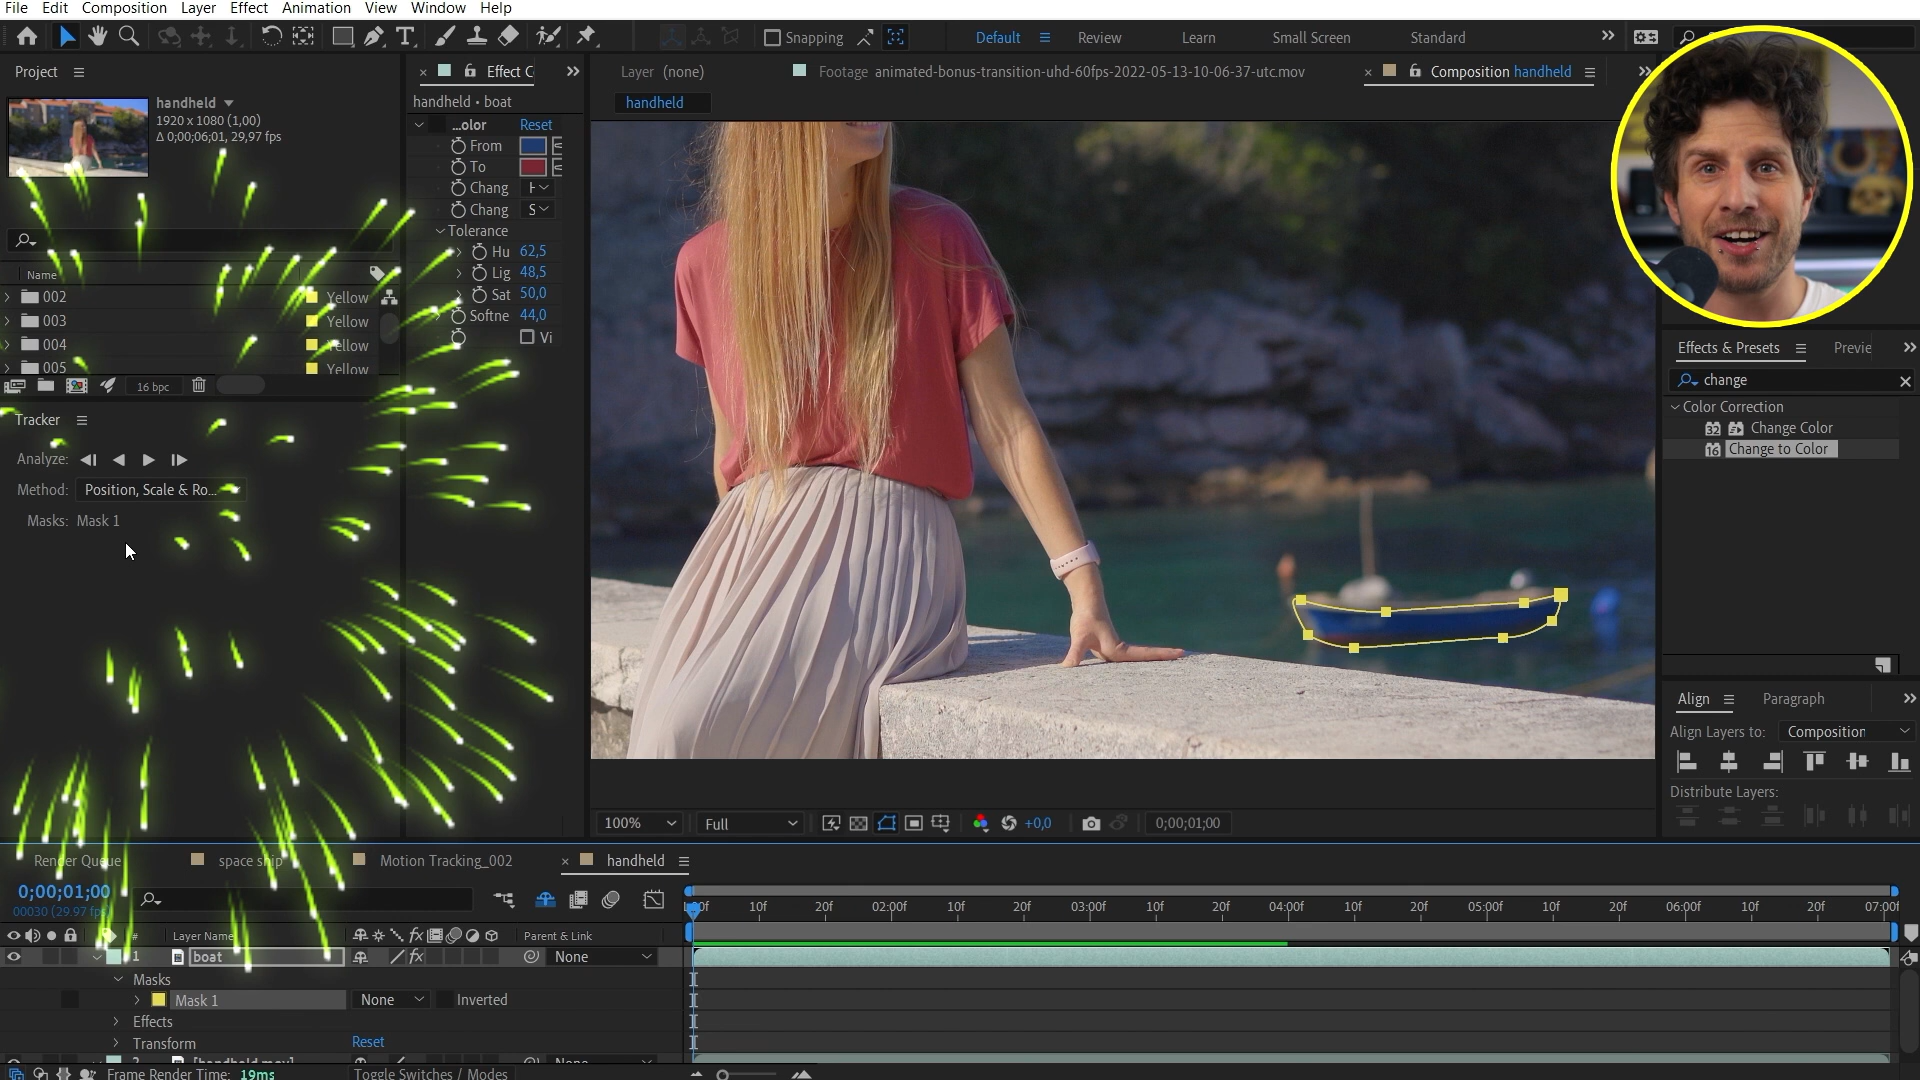 File Edit Composition Layer Effect Animation View Window Help
Snapping
Default Review Learn Small Screen Standard
Project
Effect C
Layer (none)
Footage animated-bonus-transition-uhd-60fps-2022-05-13-10-06-37-utc.mov
Composition handheld
handheld
1920 x 1080 (1,00)
Δ 0;00;06;01, 29,97 fps
handheld • boat
handheld
...olor Reset
From
To
Chang
Chang
Tolerance
Hu 62,5
Lig 48,5
Sat 50,0
Softne 44,0
Vi
Name
002 Yellow
003 Yellow
004 Yellow
005 Yellow
16 bpc
Tracker
Analyze:
Method: Position, Scale & Ro...
Masks: Mask 1
Effects & Presets Previe
change
Color Correction
32 Change Color
16 Change to Color
Align Paragraph
Align Layers to: Composition
Distribute Layers:
100% Full +0,0 0;00;01;00
Render Queue space ship Motion Tracking_002 handheld
0;00;01;00
00030 (29.97 fps)
:00f 10f 20f 02:00f 10f 20f 03:00f 10f 20f 04:00f 10f 20f 05:00f 10f 20f 06:00f 10f 20f 07:00f
# Layer Name Parent & Link
1 boat None
Masks
Mask 1 None Inverted
Effects
Transform Reset
2 [handheld.mov] None
Frame Render Time: 19ms Toggle Switches / Modes